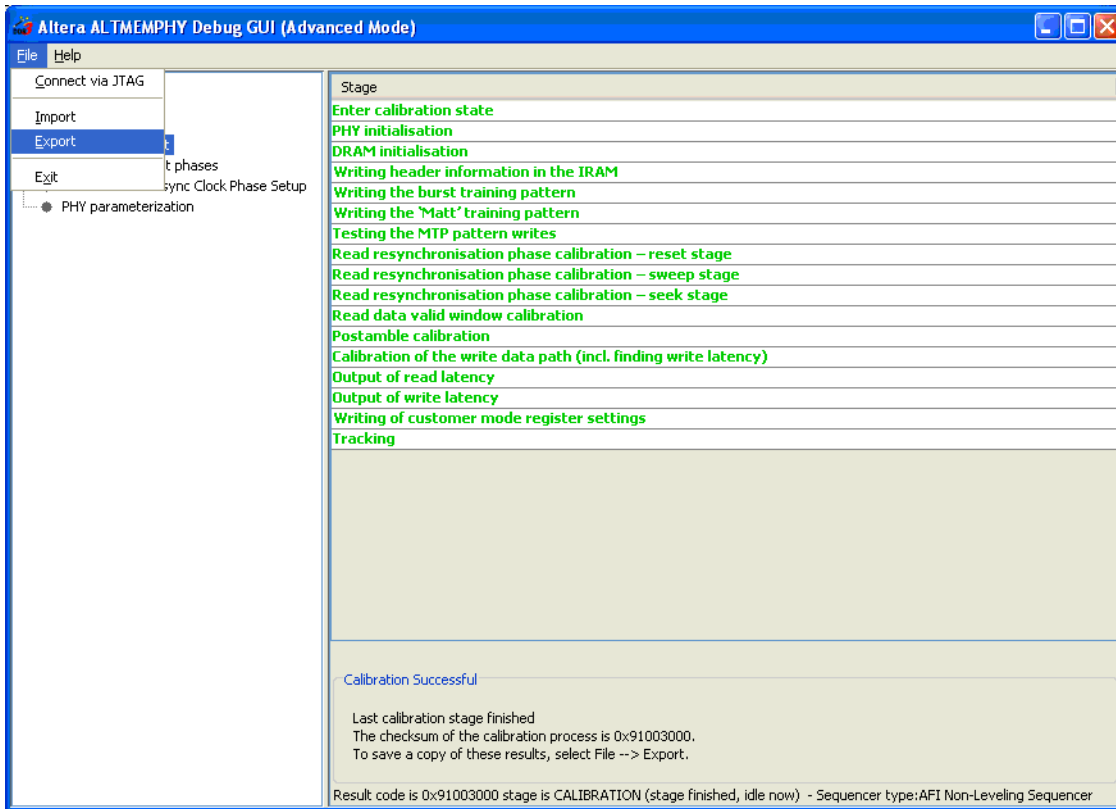 Altera ALTMEMPHY Debug GUI (Advanced Mode)
File Help
Connect via JTAG
Import
Export
Exit
t
t phases
sync Clock Phase Setup
PHY parameterization
Stage
Enter calibration state
PHY initialisation
DRAM initialisation
Writing header information in the IRAM
Writing the burst training pattern
Writing the ‘Matt’ training pattern
Testing the MTP pattern writes
Read resynchronisation phase calibration – reset stage
Read resynchronisation phase calibration – sweep stage
Read resynchronisation phase calibration – seek stage
Read data valid window calibration
Postamble calibration
Calibration of the write data path (incl. finding write latency)
Output of read latency
Output of write latency
Writing of customer mode register settings
Tracking
Calibration Successful
Last calibration stage finished
The checksum of the calibration process is 0x91003000.
To save a copy of these results, select File --> Export.
Result code is 0x91003000 stage is CALIBRATION (stage finished, idle now) - Sequencer type:AFI Non-Leveling Sequencer